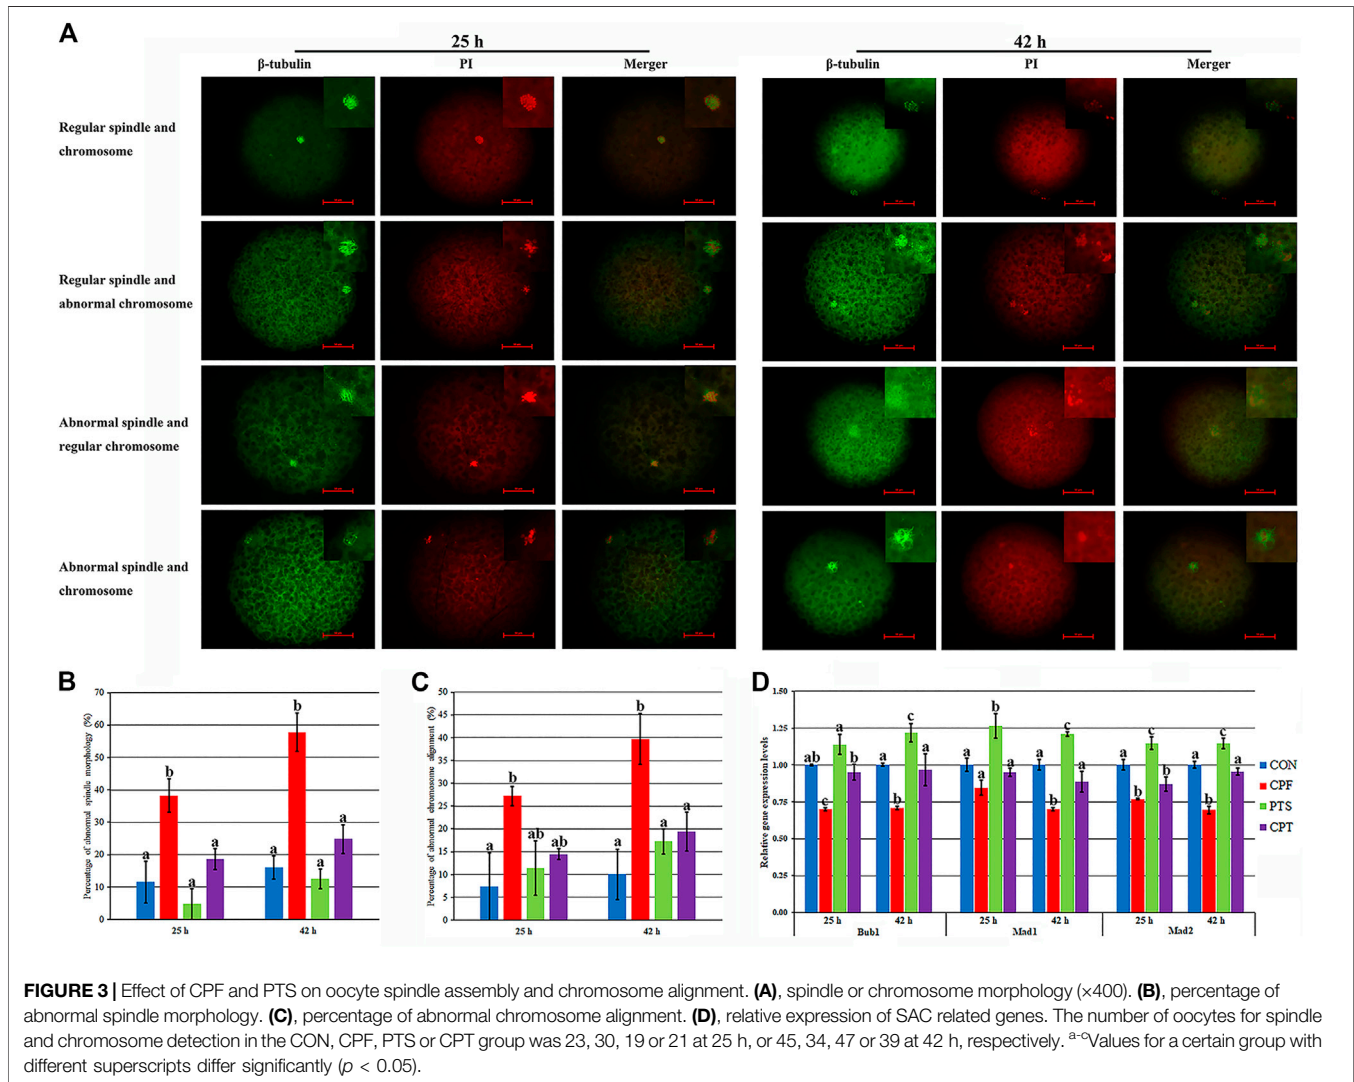 A
25 h
42 h
β-tubulin PI Merger β-tubulin PI Merger
Regular spindle and
chromosome
Regular spindle and
abnormal chromosome
Abnormal spindle and
regular chromosome
Abnormal spindle and
chromosome
B
Percentage of abnormal spindle morphology (%)
70
60
50
40
30
20
10
0
a b a a
a b a a
25 h 42 h
C
Percentage of abnormal chromosome alignment (%)
50
45
40
35
30
25
20
15
10
5
0
a b ab ab
a b a a
25 h 42 h
D
Relative gene expression levels
1.50
1.25
1.00
0.75
0.50
0.25
0.00
ab c a b
a b c a
a a b a
a b c a
a b c b
a b c a
25 h 42 h 25 h 42 h 25 h 42 h
Bub1 Mad1 Mad2
CON
CPF
PTS
CPT
FIGURE 3 | Effect of CPF and PTS on oocyte spindle assembly and chromosome alignment. (A), spindle or chromosome morphology (×400). (B), percentage of
abnormal spindle morphology. (C), percentage of abnormal chromosome alignment. (D), relative expression of SAC related genes. The number of oocytes for spindle
and chromosome detection in the CON, CPF, PTS or CPT group was 23, 30, 19 or 21 at 25 h, or 45, 34, 47 or 39 at 42 h, respectively. a-cValues for a certain group with
different superscripts differ significantly (p < 0.05).